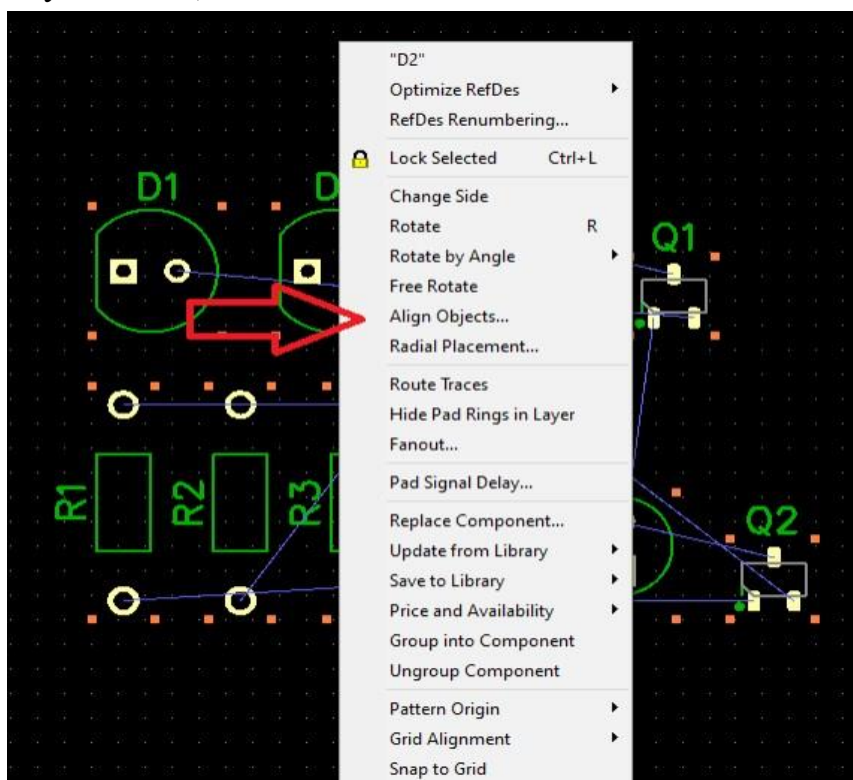 "D2"
Optimize RefDes
RefDes Renumbering...
Lock Selected Ctrl+L
Change Side
Rotate R
Rotate by Angle
Free Rotate
Align Objects...
Radial Placement...
Route Traces
Hide Pad Rings in Layer
Fanout...
Pad Signal Delay...
Replace Component...
Update from Library
Save to Library
Price and Availability
Group into Component
Ungroup Component
Pattern Origin
Grid Alignment
Snap to Grid
D1
D
Q1
R1
R2
R3
Q2